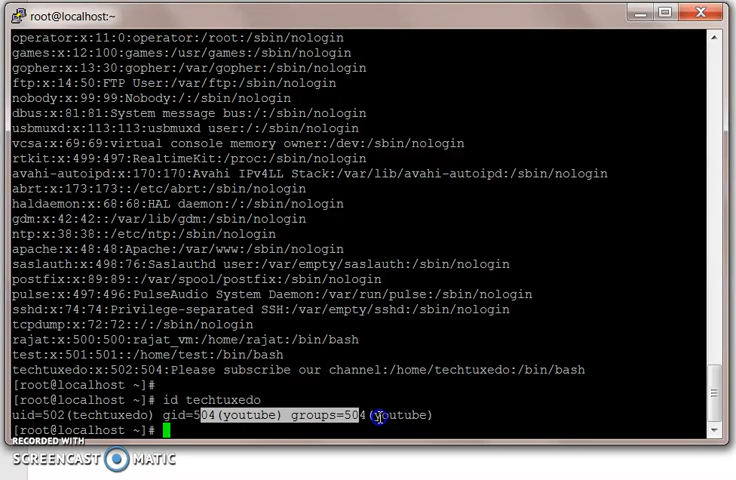 root@localhost:~
operator:x:11:0:operator:/root:/sbin/nologin
games:x:12:100:games:/usr/games:/sbin/nologin
gopher:x:13:30:gopher:/var/gopher:/sbin/nologin
ftp:x:14:50:FTP User:/var/ftp:/sbin/nologin
nobody:x:99:99:Nobody:/:/sbin/nologin
dbus:x:81:81:System message bus:/:/sbin/nologin
usbmuxd:x:113:113:usbmuxd user:/:/sbin/nologin
vcsa:x:69:69:virtual console memory owner:/dev:/sbin/nologin
rtkit:x:499:497:RealtimeKit:/proc:/sbin/nologin
avahi-autoipd:x:170:170:Avahi IPv4LL Stack:/var/lib/avahi-autoipd:/sbin/nologin
abrt:x:173:173::/etc/abrt:/sbin/nologin
haldaemon:x:68:68:HAL daemon:/:/sbin/nologin
gdm:x:42:42::/var/lib/gdm:/sbin/nologin
ntp:x:38:38::/etc/ntp:/sbin/nologin
apache:x:48:48:Apache:/var/www:/sbin/nologin
saslauth:x:498:76:Saslauthd user:/var/empty/saslauth:/sbin/nologin
postfix:x:89:89::/var/spool/postfix:/sbin/nologin
pulse:x:497:496:PulseAudio System Daemon:/var/run/pulse:/sbin/nologin
sshd:x:74:74:Privilege-separated SSH:/var/empty/sshd:/sbin/nologin
tcpdump:x:72:72::/:/sbin/nologin
rajat:x:500:500:rajat_vm:/home/rajat:/bin/bash
test:x:501:501::/home/test:/bin/bash
techtuxedo:x:502:504:Please subscribe our channel:/home/techtuxedo:/bin/bash
[root@localhost ~]#
[root@localhost ~]# id techtuxedo
uid=502(techtuxedo) gid=504(youtube) groups=504(youtube)
[root@localhost ~]#
RECORDED WITH
SCREENCAST MATIC